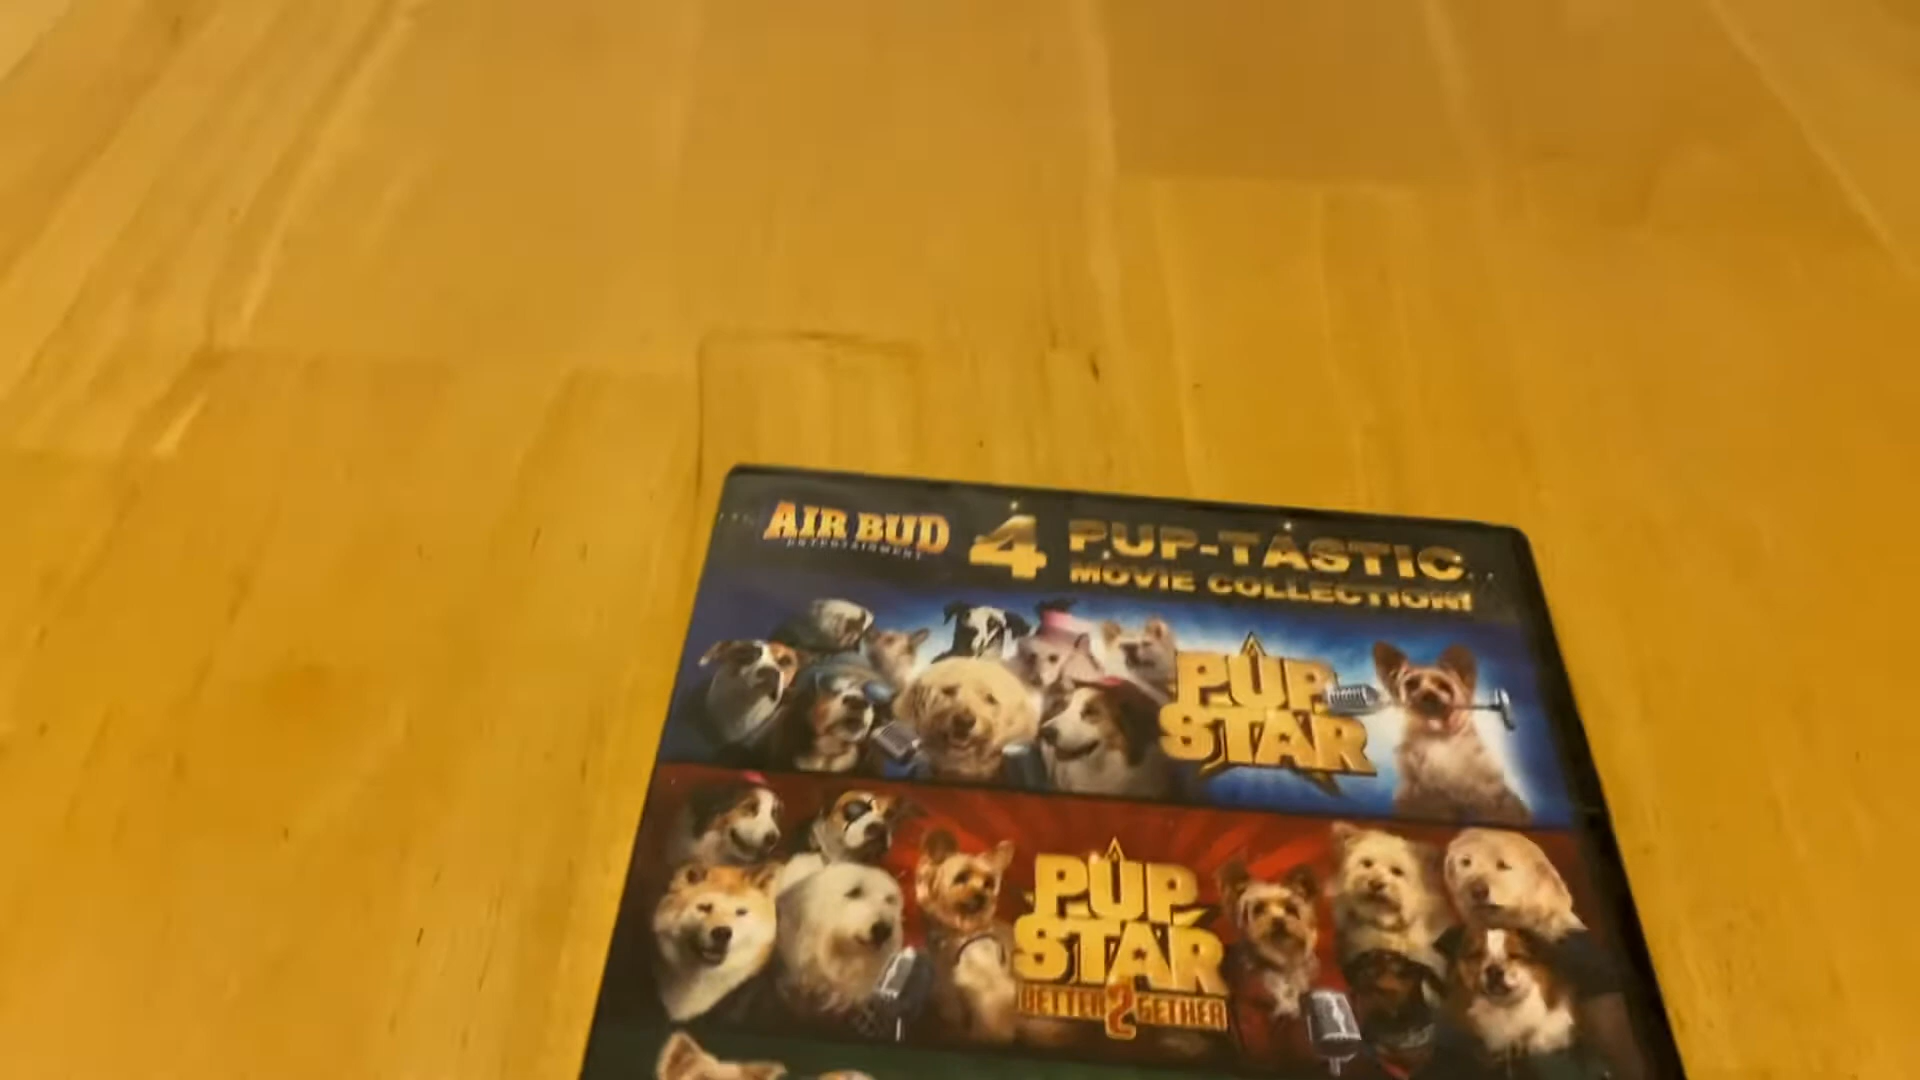 AIR BUD
ENTERTAINMENT
4 PUP-TASTIC
MOVIE COLLECTION!
PUP
STAR
PUP
STAR
BETTER 2GETHER